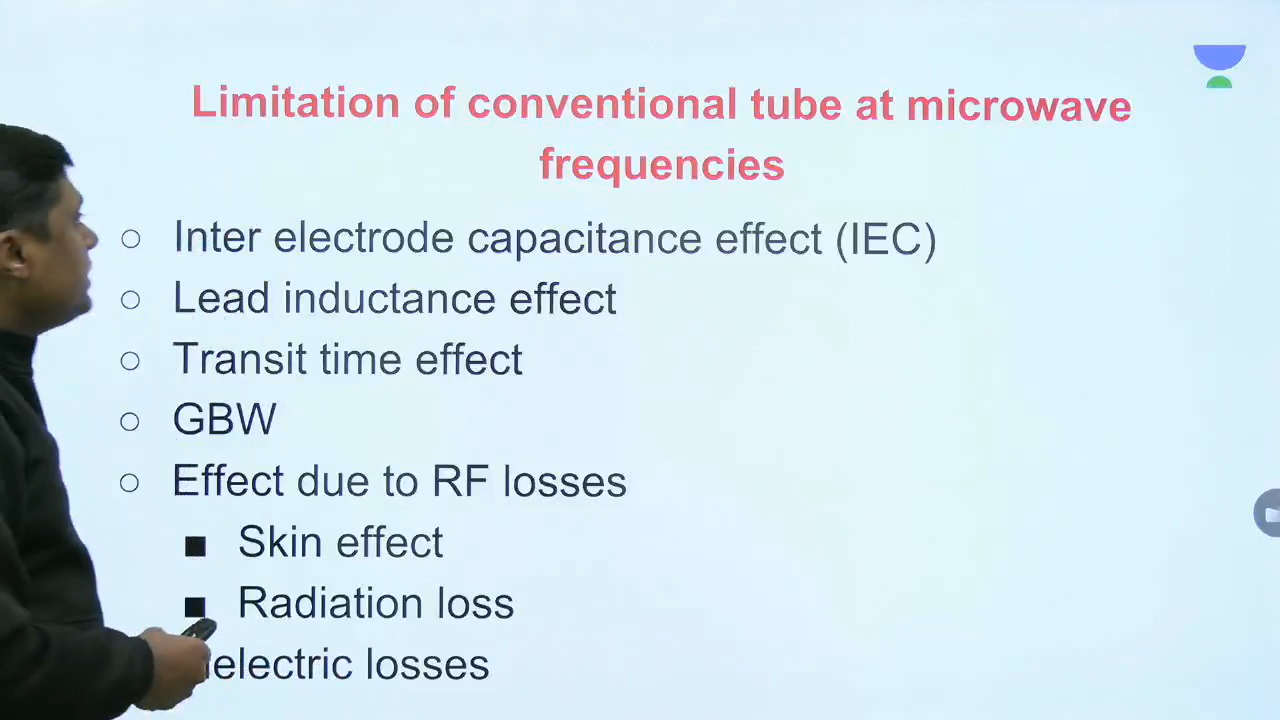 Limitation of conventional tube at microwave
frequencies
○ Inter electrode capacitance effect (IEC)
○ Lead inductance effect
○ Transit time effect
○ GBW
○ Effect due to RF losses
■ Skin effect
■ Radiation loss
losses